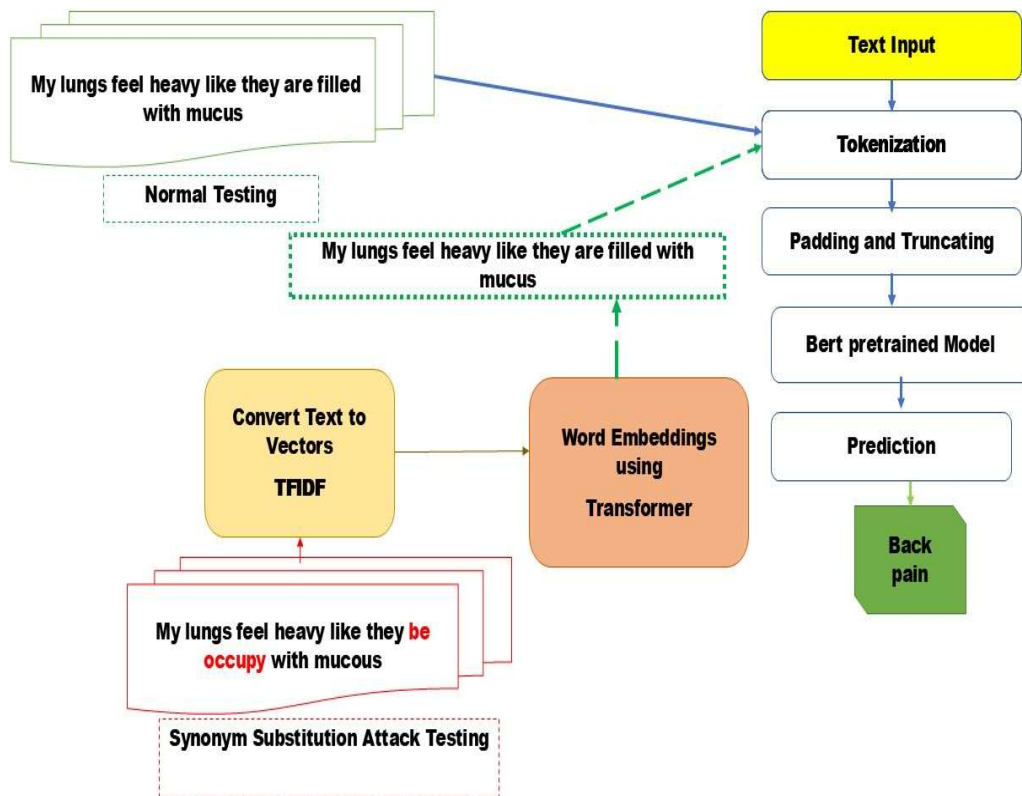 My lungs feel heavy like they are filled
with mucus
Normal Testing
My lungs feel heavy like they are filled with
mucus
Convert Text to
Vectors
TFIDF
Word Embeddings
using
Transformer
My lungs feel heavy like they be
occupy with mucous
Synonym Substitution Attack Testing
Text Input
Tokenization
Padding and Truncating
Bert pretrained Model
Prediction
Back
pain